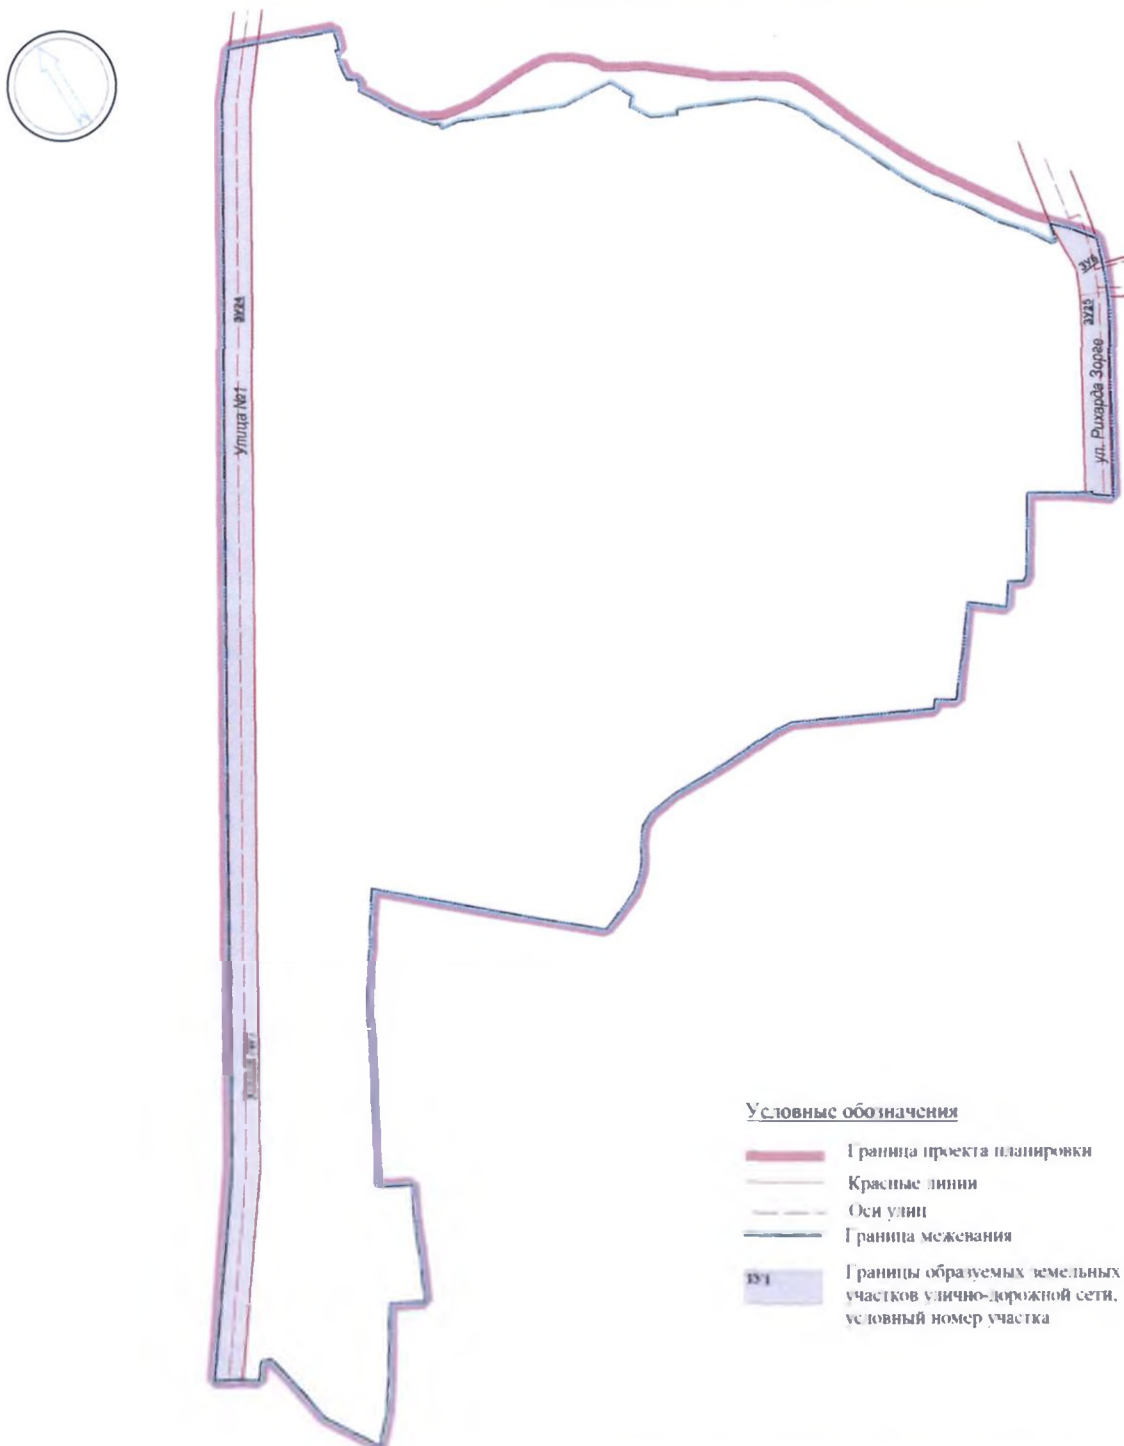 ЗУ24
Улица №1
ЗУ6
ЗУ25
ул. Рихарда Зорге
Условные обозначения
Граница проекта планировки
Красные линии
Оси улиц
Граница межевания
ЗУ1
Границы образуемых земельных
участков улично-дорожной сети,
условный номер участка